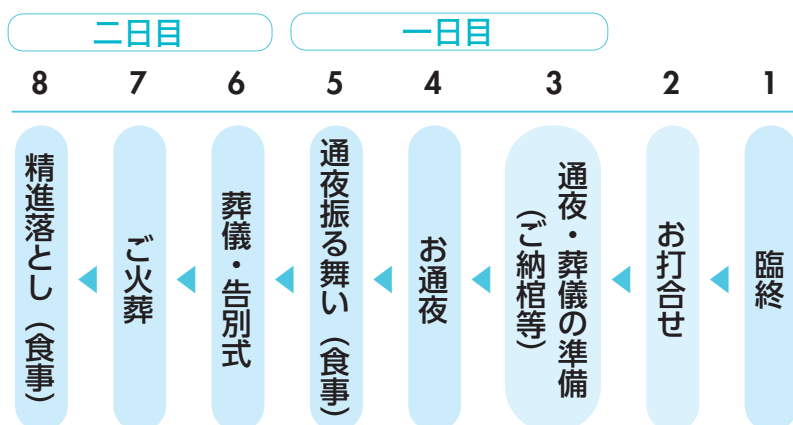 一日目
二日目
1
臨終
2
お打合せ
3
通夜・葬儀の準備
（ご納棺等）
4
お通夜
5
通夜振る舞い（食事）
6
葬儀・告別式
7
ご火葬
8
精進落とし（食事）